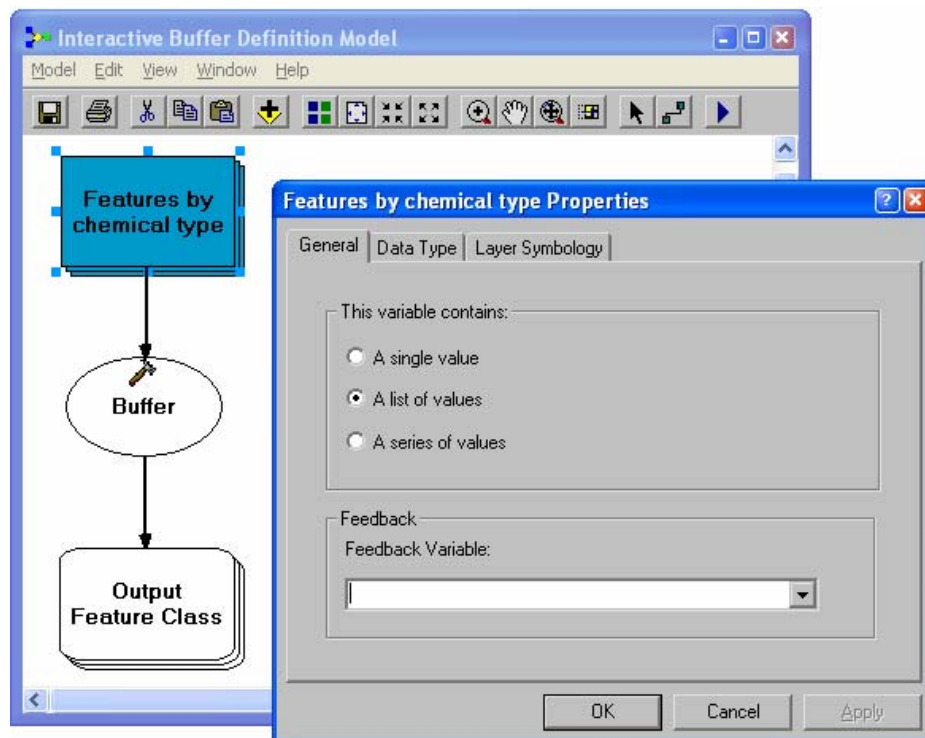 Interactive Buffer Definition Model
Model Edit View Window Help
Features by
chemical type
Buffer
Output
Feature Class
Features by chemical type Properties
General Data Type Layer Symbology
This variable contains:
A single value
A list of values
A series of values
Feedback
Feedback Variable:
OK Cancel Apply